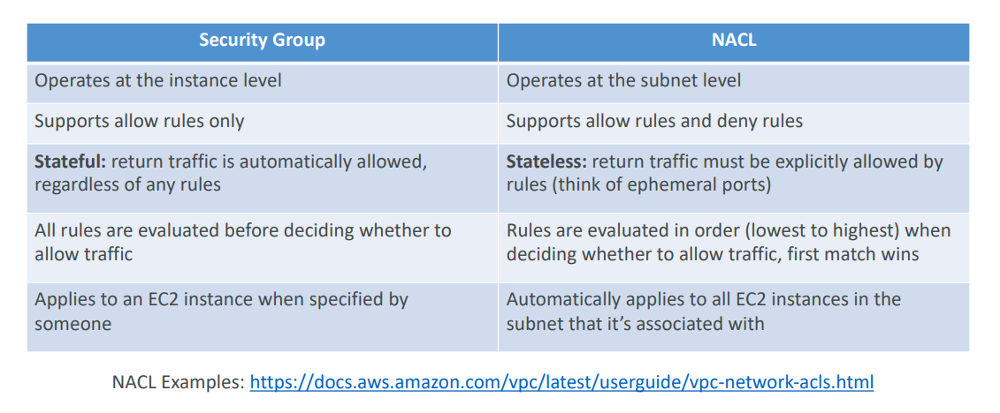 Security Group
NACL
Operates at the instance level
Operates at the subnet level
Supports allow rules only
Supports allow rules and deny rules
Stateful: return traffic is automatically allowed,
regardless of any rules
Stateless: return traffic must be explicitly allowed by
rules (think of ephemeral ports)
All rules are evaluated before deciding whether to
allow traffic
Rules are evaluated in order (lowest to highest) when
deciding whether to allow traffic, first match wins
Applies to an EC2 instance when specified by
someone
Automatically applies to all EC2 instances in the
subnet that it’s associated with
NACL Examples: https://docs.aws.amazon.com/vpc/latest/userguide/vpc-network-acls.html